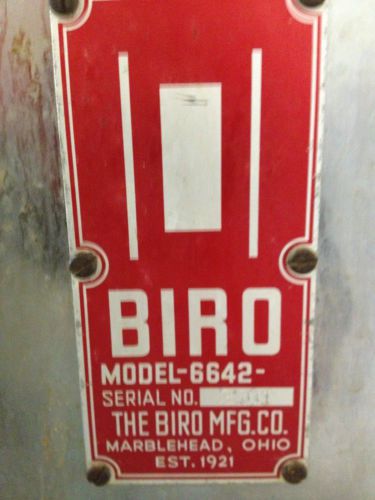 BIRO
MODEL-6642-
SERIAL NO.
THE BIRO MFG.CO.
MARBLEHEAD, OHIO
EST. 1921